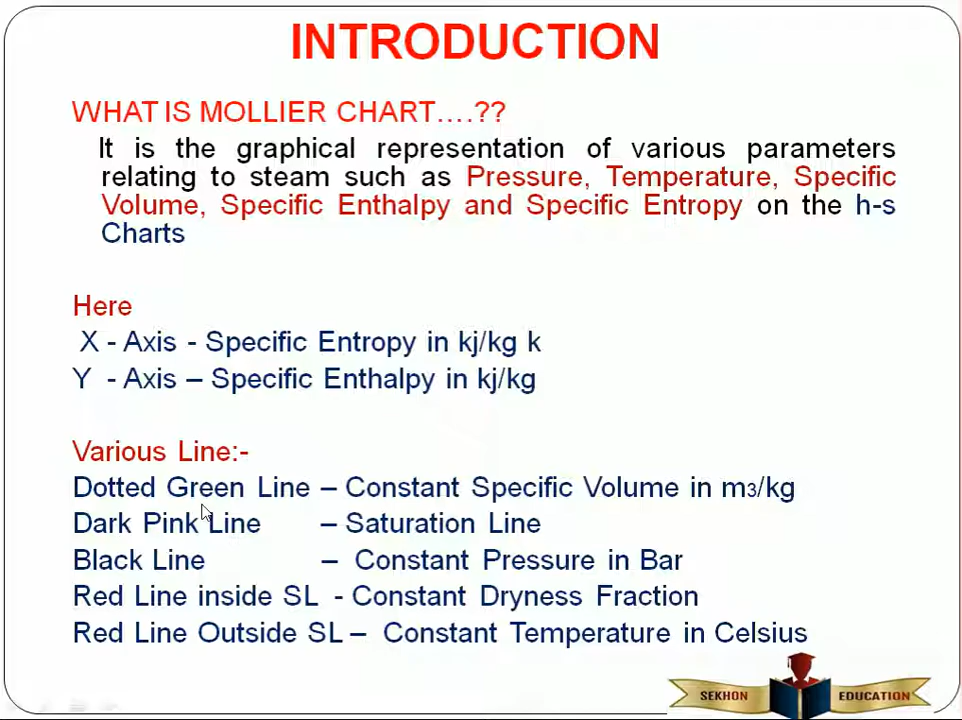 INTRODUCTION
WHAT IS MOLLIER CHART....??
It is the graphical representation of various parameters
relating to steam such as Pressure, Temperature, Specific
Volume, Specific Enthalpy and Specific Entropy on the h-s
Charts
Here
X - Axis - Specific Entropy in kj/kg k
Y - Axis – Specific Enthalpy in kj/kg
Various Line:-
Dotted Green Line – Constant Specific Volume in m3/kg
Dark Pink Line – Saturation Line
Black Line – Constant Pressure in Bar
Red Line inside SL - Constant Dryness Fraction
Red Line Outside SL – Constant Temperature in Celsius
SEKHON EDUCATION